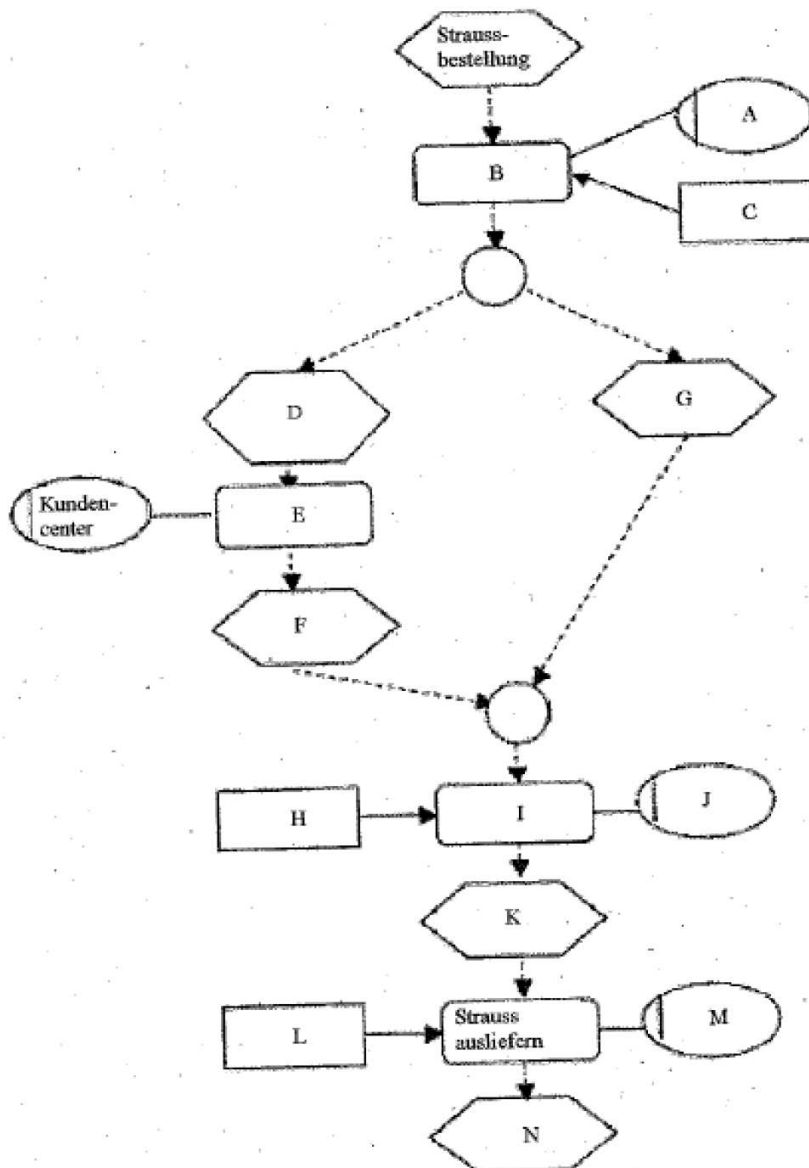 Strauss-
bestellung
A
B
C
D
G
Kunden-
center
E
F
H
I
J
K
L
Strauss
ausliefern
M
N